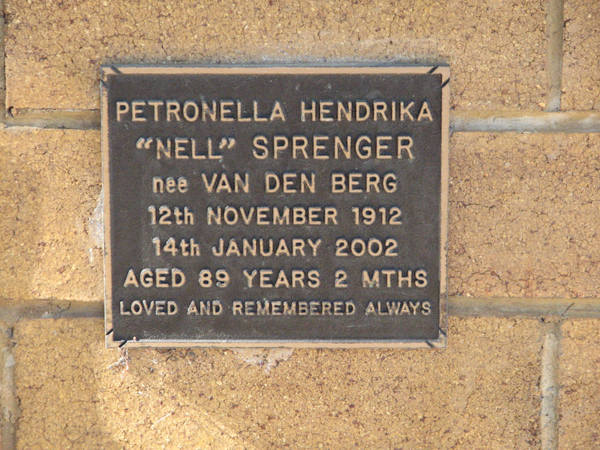 PETRONELLA HENDRIKA
"NELL" SPRENGER
nee VAN DEN BERG
12th NOVEMBER 1912
14th JANUARY 2002
AGED 89 YEARS 2 MTHS
LOVED AND REMEMBERED ALWAYS